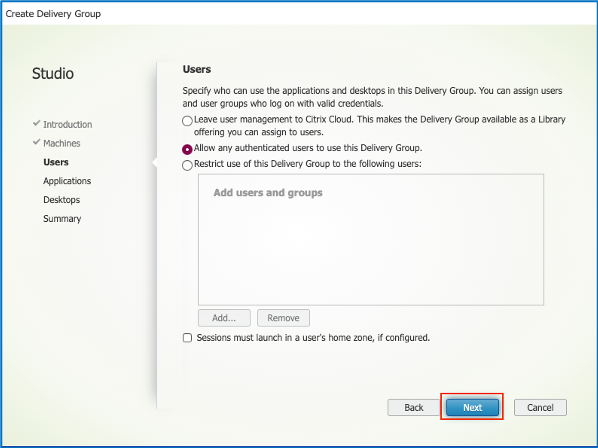 Create Delivery Group
Studio
Introduction
Machines
Users
Applications
Desktops
Summary
Users
Specify who can use the applications and desktops in this Delivery Group. You can assign users
and user groups who log on with valid credentials.
Leave user management to Citrix Cloud. This makes the Delivery Group available as a Library
offering you can assign to users.
Allow any authenticated users to use this Delivery Group.
Restrict use of this Delivery Group to the following users:
Add users and groups
Add...
Remove
Sessions must launch in a user's home zone, if configured.
Back
Next
Cancel